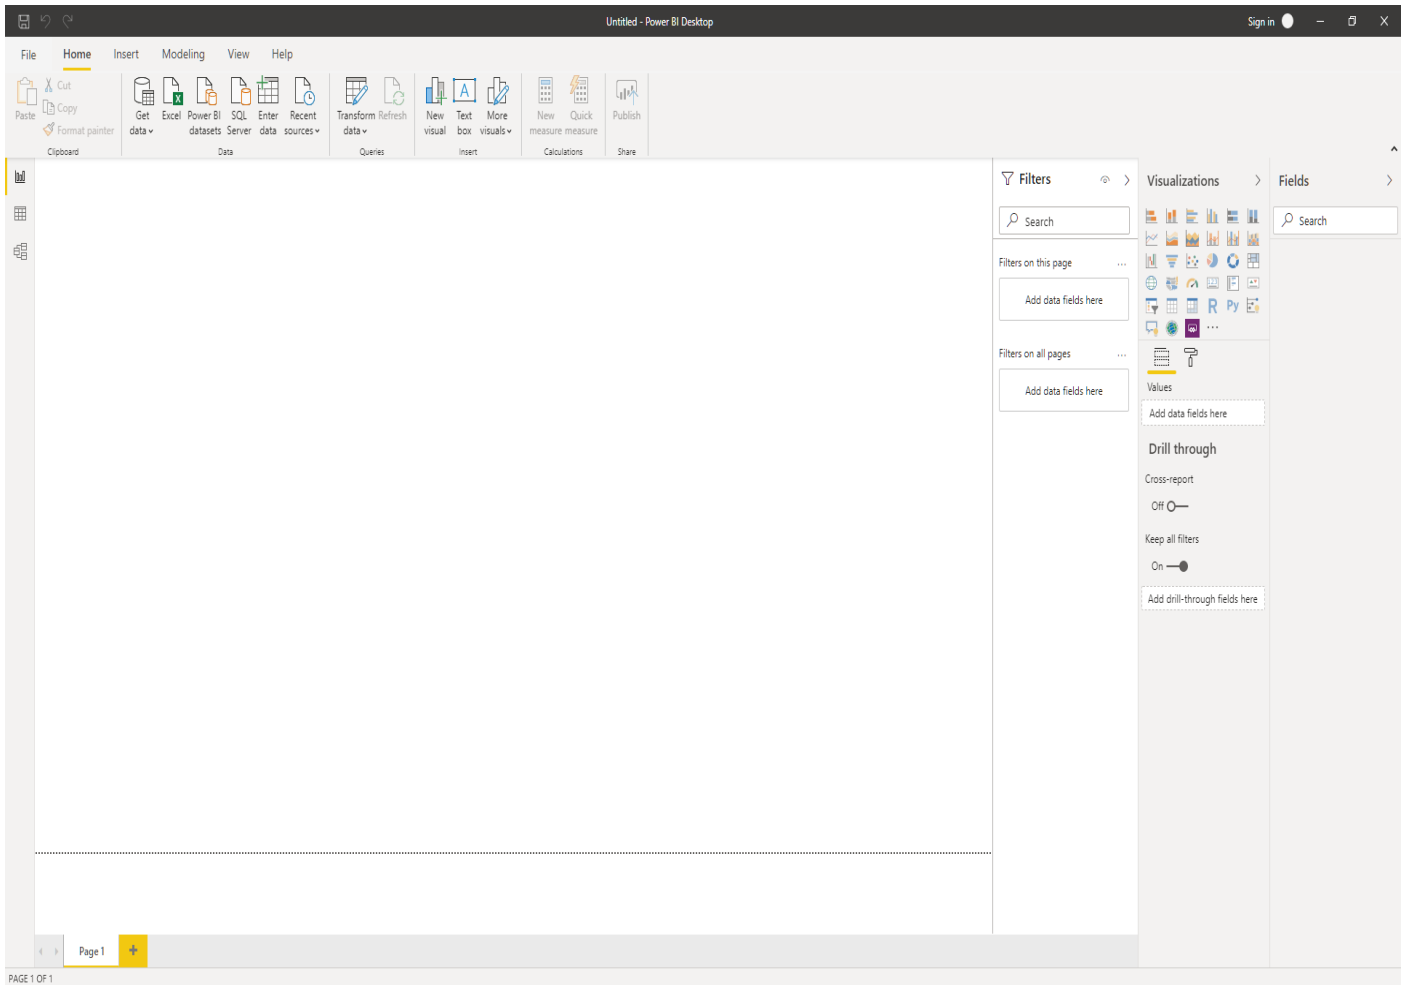 Untitled - Power BI Desktop
Sign in
File Home Insert Modeling View Help
Paste
Cut
Copy
Format painter
Get data
Excel
Power BI datasets
SQL Server
Enter data
Recent sources
Transform data
Refresh
New visual
Text box
More visuals
New measure
Quick measure
Publish
Clipboard
Data
Queries
Insert
Calculations
Share
Filters
Search
Filters on this page
...
Add data fields here
Filters on all pages
...
Add data fields here
Visualizations
R Py
...
Values
Add data fields here
Drill through
Cross-report
Off
Keep all filters
On
Add drill-through fields here
Fields
Search
Page 1
+
PAGE 1 OF 1